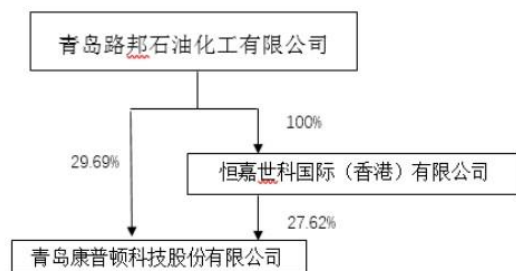 青岛路邦石油化工有限公司
100%
29.69%
恒嘉世科国际（香港）有限公司
27.62%
青岛康普顿科技股份有限公司